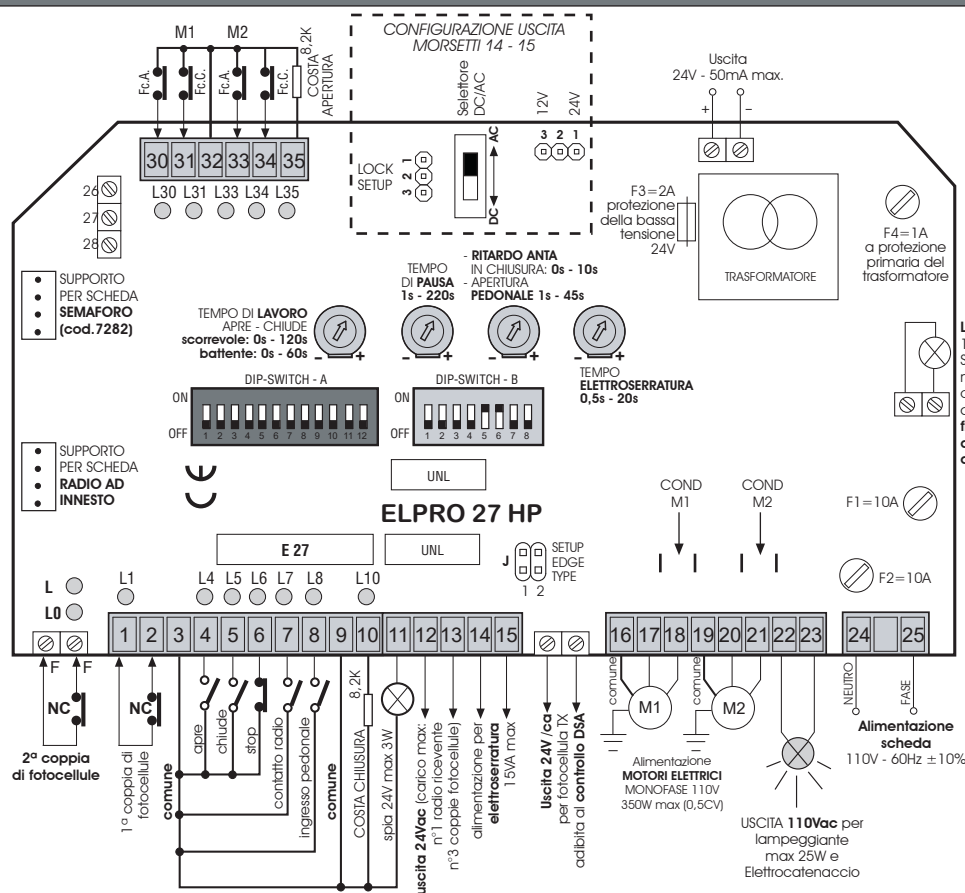 CONFIGURAZIONE USCITA
MORSETTI 14 - 15
M1
M2
Fc.A.
Fc.C.
Fc.A.
Fc.C.
8,2K
COSTA
APERTURA
Selettore
DC/AC
AC
DC
12V
24V
3 2 1
LOCK
SETUP
3 2 1
Uscita
24V - 50mA max.
+ −
30 31 32 33 34 35
L30 L31 L33 L34 L35
26
27
28
F3=2A
protezione
della bassa
tensione
24V
TRASFORMATORE
F4=1A
a protezione
primaria del
trasformatore
SUPPORTO
PER SCHEDA
SEMAFORO
(cod.7282)
TEMPO DI LAVORO
APRE - CHIUDE
scorrevole: 0s - 120s
battente: 0s - 60s
TEMPO
DI PAUSA
1s - 220s
- RITARDO ANTA
IN CHIUSURA: 0s - 10s
- APERTURA
PEDONALE 1s - 45s
- +
- +
- +
- +
TEMPO
ELETTROSERRATURA
0,5s - 20s
DIP-SWITCH - A
ON
OFF
1 2 3 4 5 6 7 8 9 10 11 12
DIP-SWITCH - B
ON
OFF
1 2 3 4 5 6 7 8
SUPPORTO
PER SCHEDA
RADIO AD
INNESTO
UNL
ELPRO 27 HP
E 27
UNL
J
1 2
SETUP
EDGE
TYPE
COND
M1
COND
M2
F1=10A
F2=10A
L
L0
L1
L4 L5 L6 L7 L8
L10
1 2 3 4 5 6 7 8 9 10 11 12 13 14 15
16 17 18 19 20 21 22 23
24 25
F F
NC
2ª coppia
di fotocellule
NC
1ª coppia di
fotocellule
comune
apre
chiude
stop
contatto radio
ingresso pedonale
comune
COSTA CHIUSURA
8,2K
spia 24V max 3W
uscita 24Vac (carico max:
n°1 radio ricevente
n°3 coppie fotocellule)
alimentazione per
elettroserratura
15VA max
Uscita 24V /ca
per fotocellula TX
adibita al controllo DSA
comune
M1
comune
M2
Alimentazione
MOTORI ELETTRICI
MONOFASE 110V
350W max (0,5CV)
USCITA 110Vac per
lampeggiante
max 25W e
Elettrocatenaccio
NEUTRO
FASE
Alimentazione
scheda
110V - 60Hz ±10%